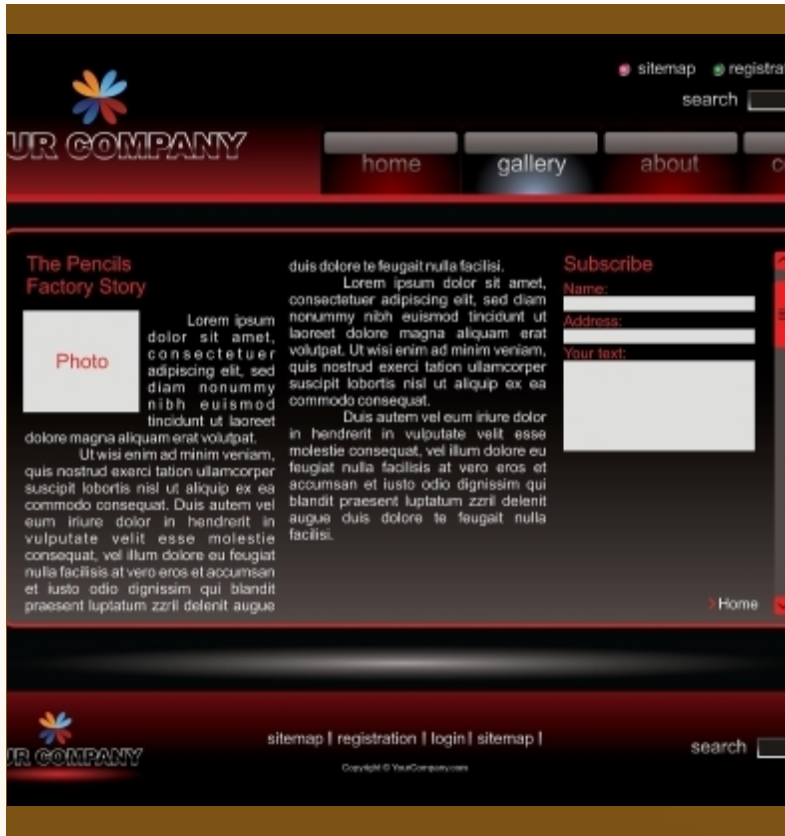 sitemap
registra
search
UR COMPANY
home
gallery
about
c
The Pencils
Factory Story
Photo
Lorem ipsum
dolor sit amet,
consectetuer
adipiscing elit, sed
diam nonummy
nibh euismod
tincidunt ut laoreet
dolore magna aliquam erat volutpat.
Ut wisi enim ad minim veniam,
quis nostrud exerci tation ullamcorper
suscipit lobortis nisl ut aliquip ex ea
commodo consequat. Duis autem vel
eum iriure dolor in hendrerit in
vulputate velit esse molestie
consequat, vel illum dolore eu feugiat
nulla facilisis at vero eros et accumsan
et iusto odio dignissim qui blandit
praesent luptatum zzril delenit augue
duis dolore te feugait nulla facilisi.
Lorem ipsum dolor sit amet,
consectetuer adipiscing elit, sed diam
nonummy nibh euismod tincidunt ut
laoreet dolore magna aliquam erat
volutpat. Ut wisi enim ad minim veniam,
quis nostrud exerci tation ullamcorper
suscipit lobortis nisl ut aliquip ex ea
commodo consequat.
Duis autem vel eum iriure dolor
in hendrerit in vulputate velit esse
molestie consequat, vel illum dolore eu
feugiat nulla facilisis at vero eros et
accumsan et iusto odio dignissim qui
blandit praesent luptatum zzril delenit
augue duis dolore te feugait nulla
facilisi.
Subscribe
Name:
Address:
Your text:
Home
UR COMPANY
sitemap | registration | login | sitemap |
Copyright © YourCompany.com
search